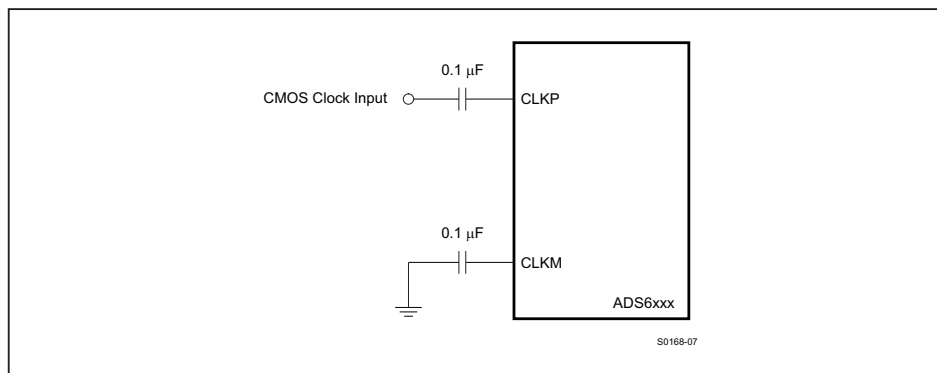 0.1 μF
CMOS Clock Input
CLKP
0.1 μF
CLKM
ADS6xxx
S0168-07